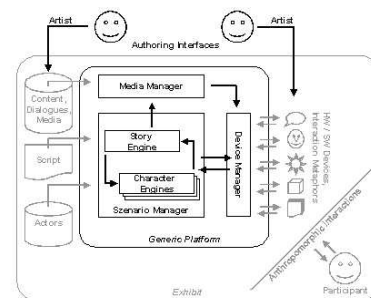 Artist
Artist
Authoring Interfaces
Content,
Dialogues,
Media
Media Manager
Script
Story
Engine
Character
Engines
Szenario Manager
Device Manager
HW / SW Devices,
Interaction Metaphors
Actors
Generic Platform
Anthropomorphic Interactions
Exhibit
Participant